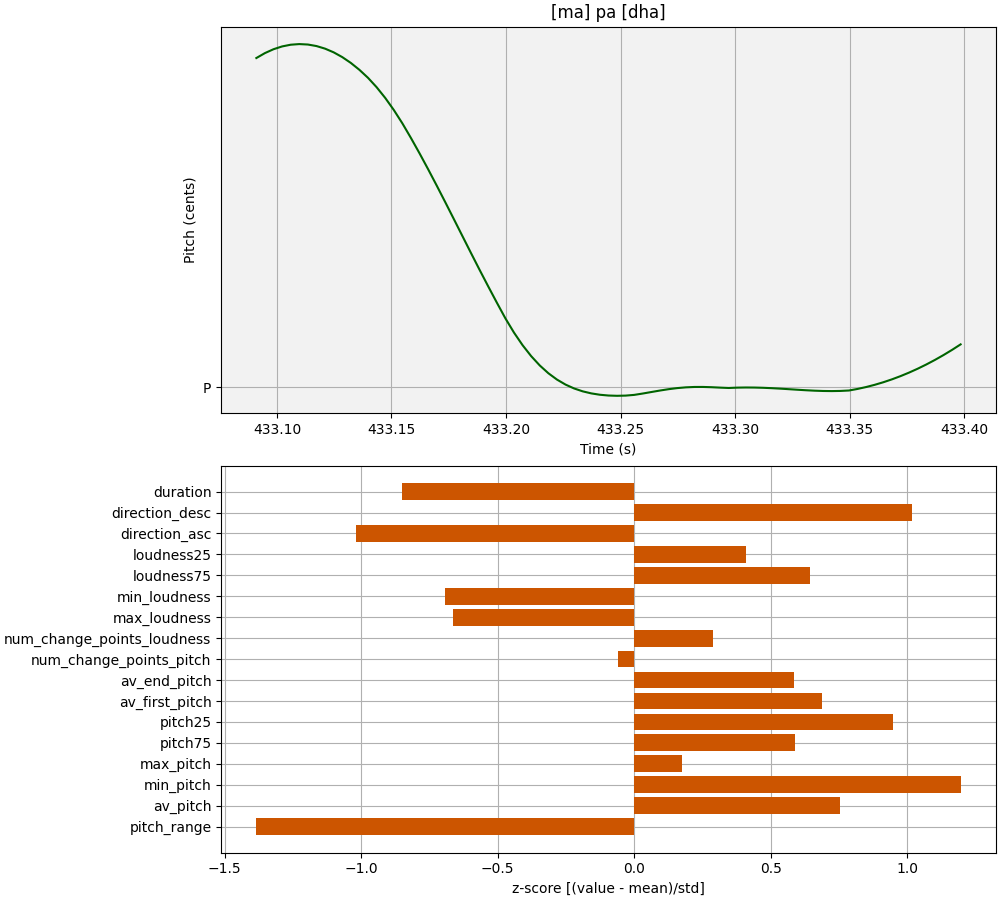 [ma] pa [dha]
Pitch (cents)
P
433.10 433.15 433.20 433.25 433.30 433.35 433.40
Time (s)
duration
direction_desc
direction_asc
loudness25
loudness75
min_loudness
max_loudness
num_change_points_loudness
num_change_points_pitch
av_end_pitch
av_first_pitch
pitch25
pitch75
max_pitch
min_pitch
av_pitch
pitch_range
−1.5 −1.0 −0.5 0.0 0.5 1.0
z-score [(value - mean)/std]